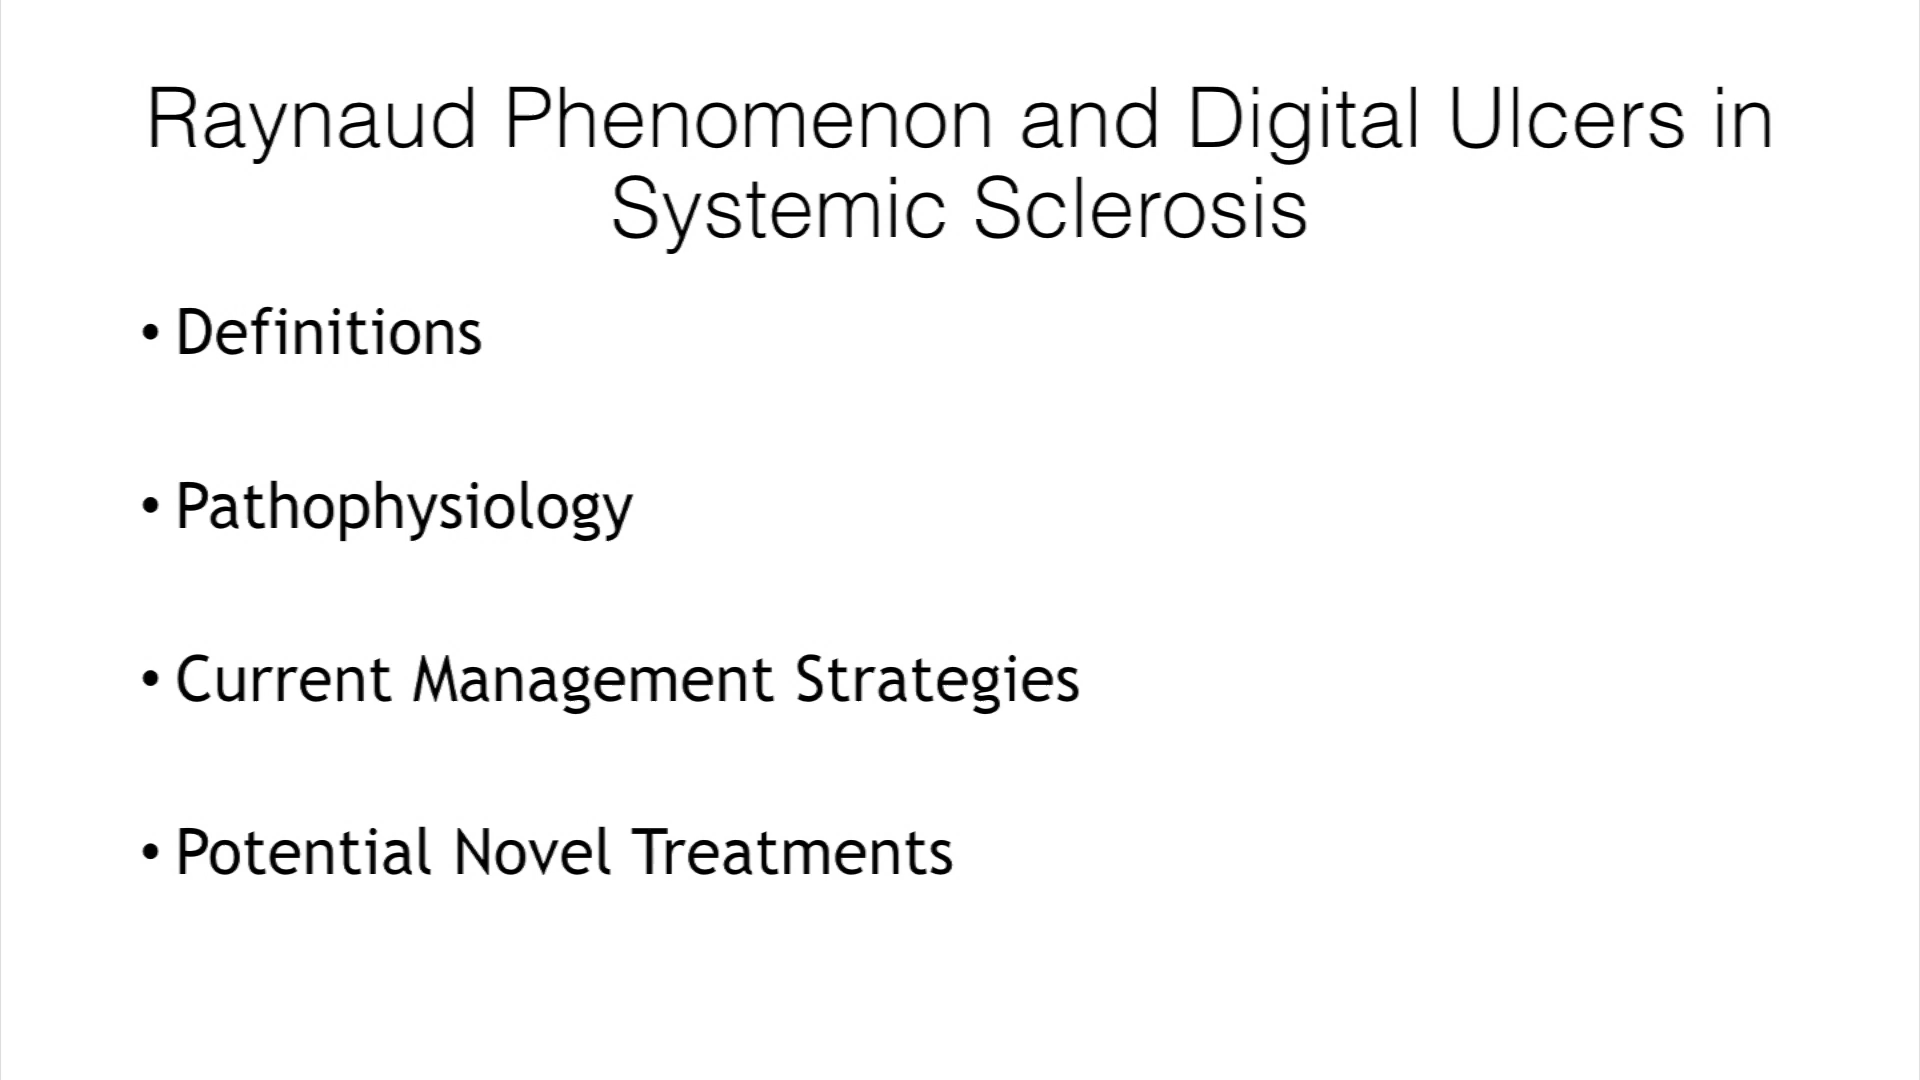 Raynaud Phenomenon and Digital Ulcers in
Systemic Sclerosis
• Definitions
• Pathophysiology
• Current Management Strategies
• Potential Novel Treatments